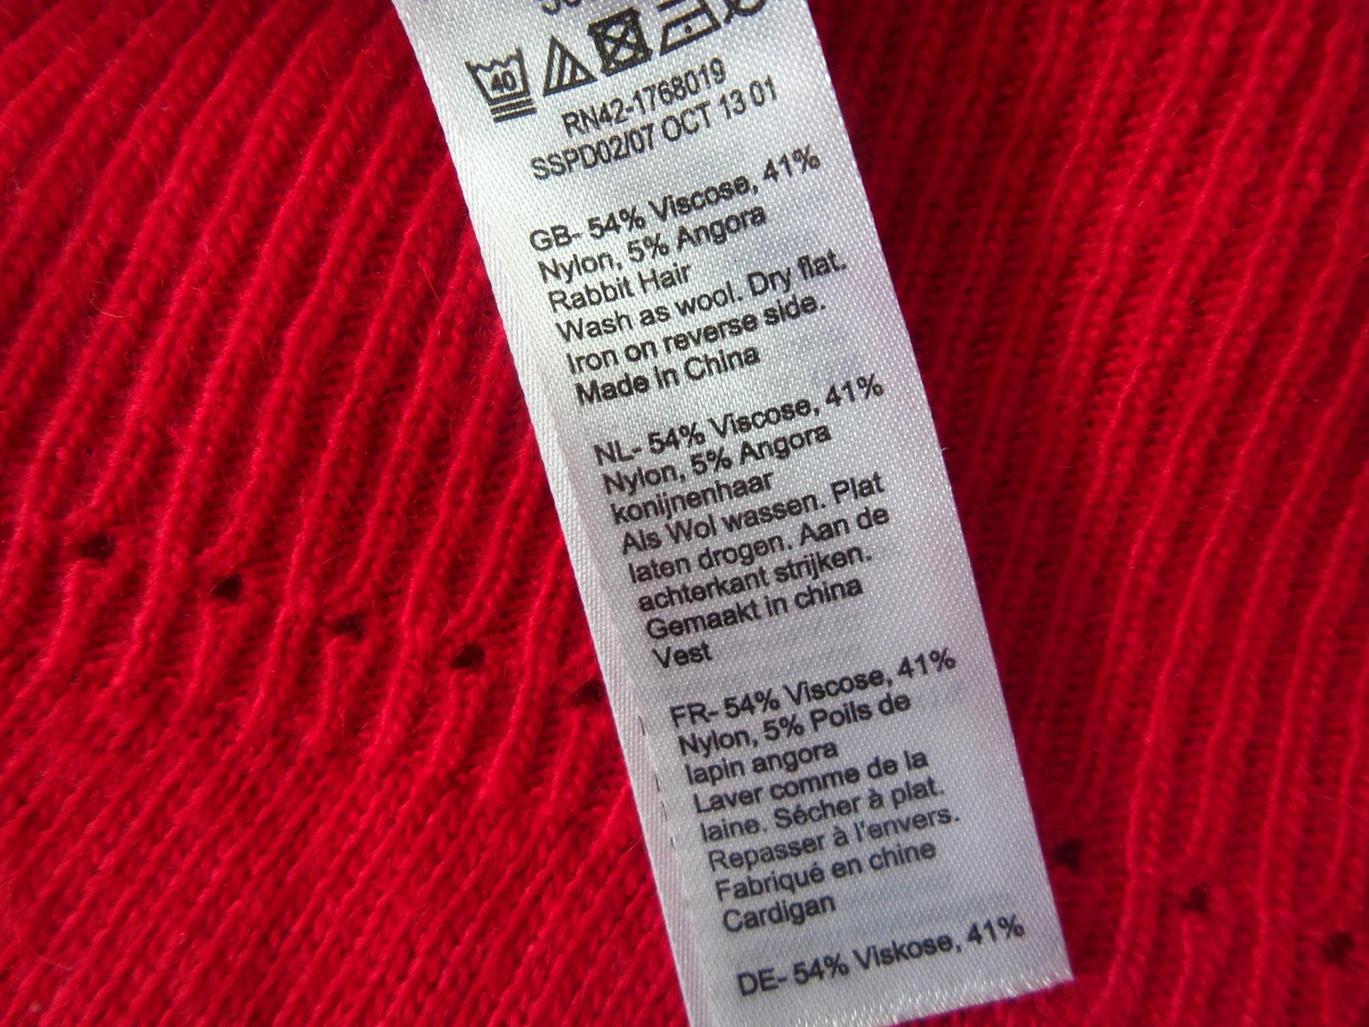 40
RN42-1768019
SSPD02/07 OCT 13 01
GB- 54% Viscose, 41%
Nylon, 5% Angora
Rabbit Hair
Wash as wool. Dry flat.
Iron on reverse side.
Made in China
NL- 54% Viscose, 41%
Nylon, 5% Angora
konijnenhaar
Als Wol wassen. Plat
laten drogen. Aan de
achterkant strijken.
Gemaakt in china
Vest
FR- 54% Viscose, 41%
Nylon, 5% Poils de
lapin angora
Laver comme de la
laine. Sécher à plat.
Repasser à l'envers.
Fabriqué en chine
Cardigan
DE- 54% Viskose, 41%